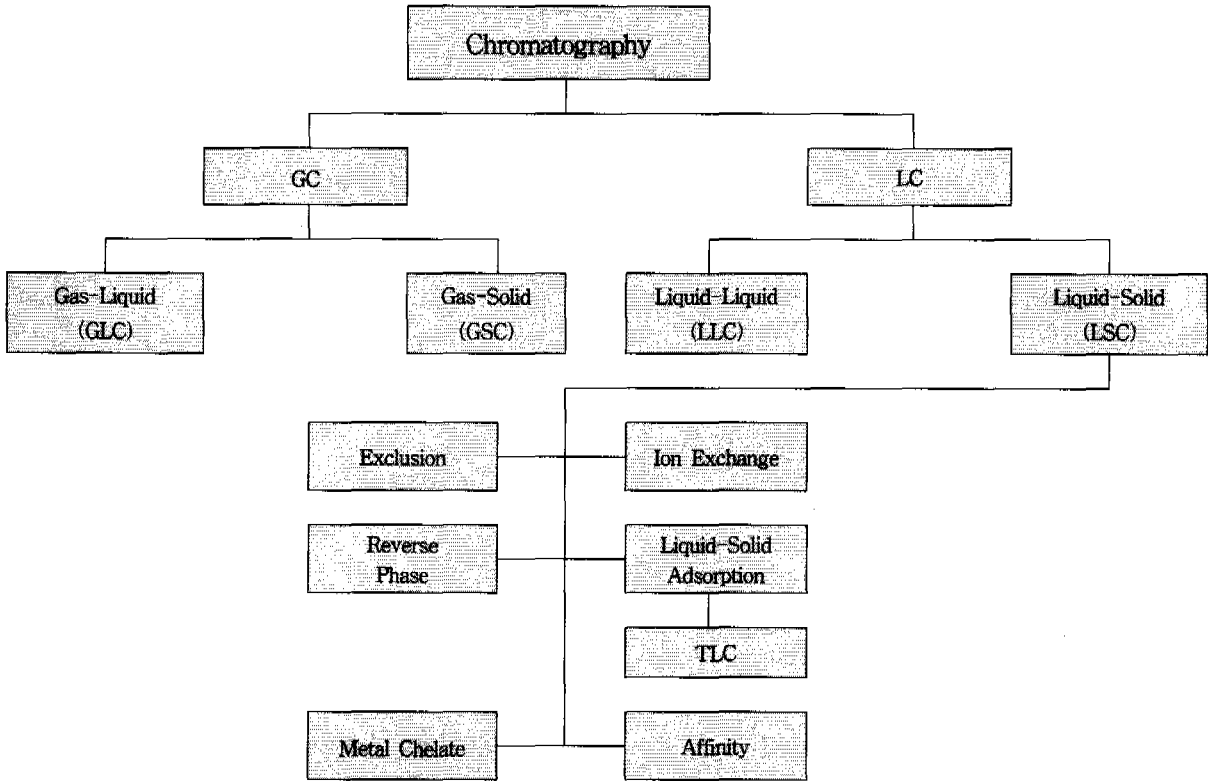 Chromatography
GC
LC
Gas-Liquid
(GLC)
Gas-Solid
(GSC)
Liquid-Liquid
(LLC)
Liquid-Solid
(LSC)
Exclusion
Ion Exchange
Reverse
Phase
Liquid-Solid
Adsorption
TLC
Metal Chelate
Affinity